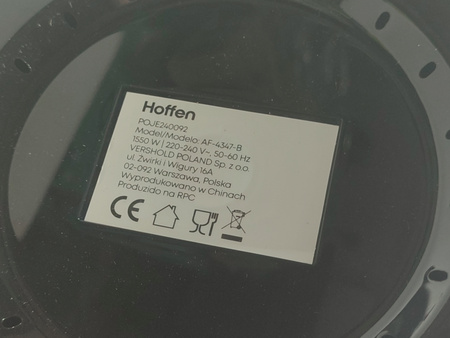 Hoffen
POJE240092
Model/Modelo: AF-4347-B
1550 W | 220-240 V~, 50-60 Hz
VERSHOLD POLAND Sp. z o.o.
ul. Żwirki i Wigury 16A
02-092 Warszawa, Polska
Wyprodukowano w Chinach
Produzido na RPC
CE